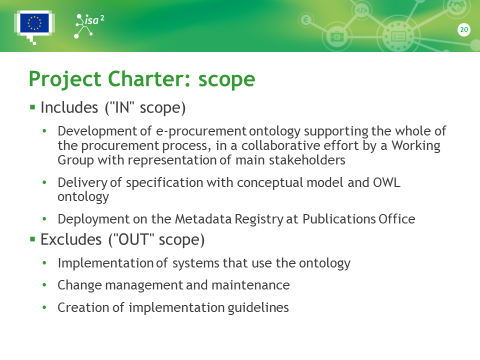 isa²
20
Project Charter: scope
▪ Includes ("IN" scope)
• Development of e-procurement ontology supporting the whole of
the procurement process, in a collaborative effort by a Working
Group with representation of main stakeholders
• Delivery of specification with conceptual model and OWL
ontology
• Deployment on the Metadata Registry at Publications Office
▪ Excludes ("OUT" scope)
• Implementation of systems that use the ontology
• Change management and maintenance
• Creation of implementation guidelines